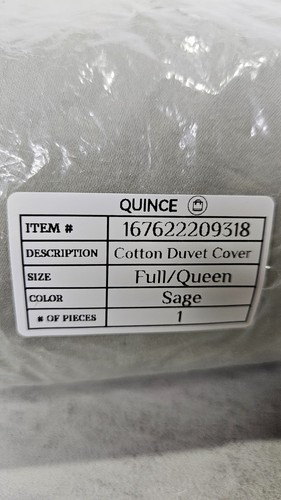 QUINCE
ITEM # 167622209318
DESCRIPTION Cotton Duvet Cover
SIZE Full/Queen
COLOR Sage
# OF PIECES 1